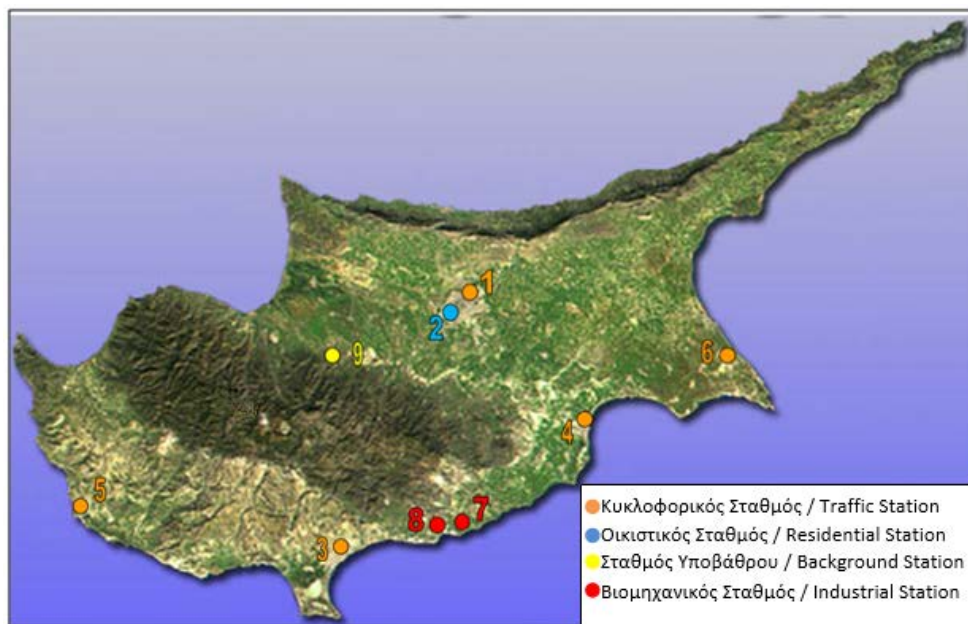 1
2
9
6
4
5
7
8
3
Κυκλοφορικός Σταθμός / Traffic Station
Οικιστικός Σταθμός / Residential Station
Σταθμός Υποβάθρου / Background Station
Βιομηχανικός Σταθμός / Industrial Station